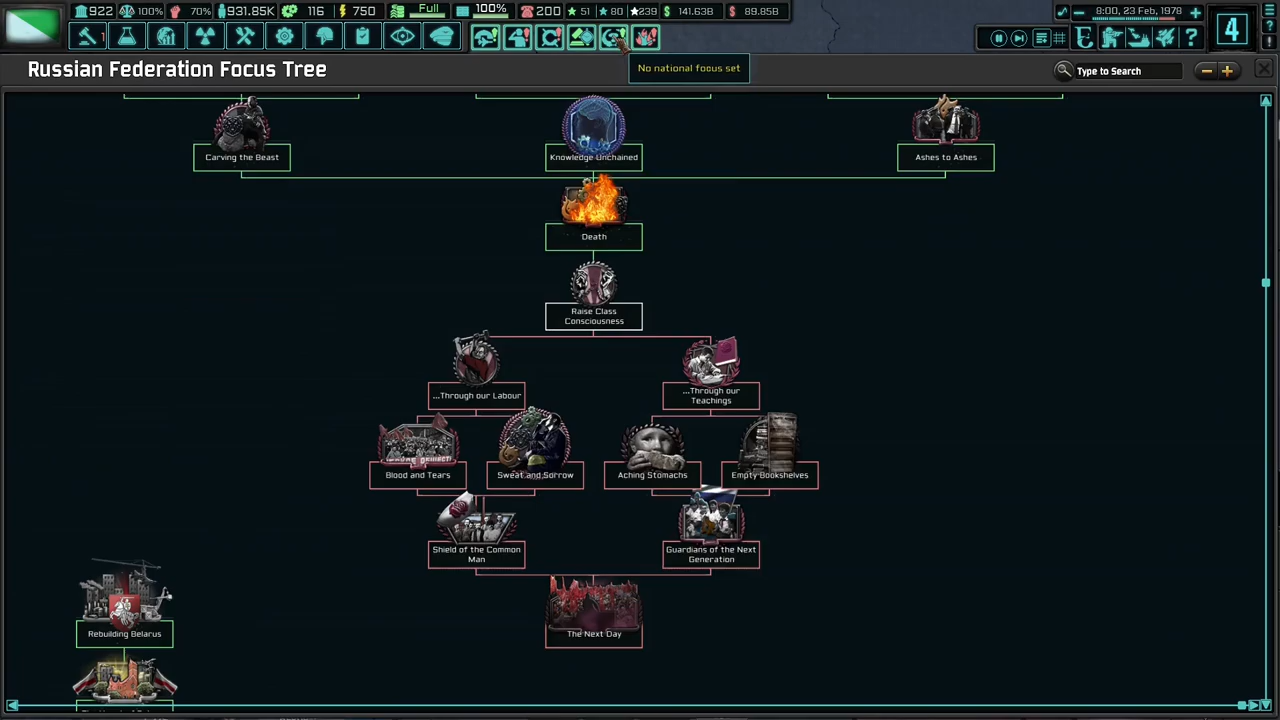 922 100% 70% 931.85K 116 750 Full 100% 200 51 80 239 141.63B 89.85B 8:00, 23 Feb, 1978 4
1
Russian Federation Focus Tree
No national focus set
Type to Search
Carving the Beast
Knowledge Unchained
Ashes to Ashes
Death
Raise Class
Consciousness
...Through our Labour
...Through our
Teachings
Blood and Tears
Sweat and Sorrow
Aching Stomachs
Empty Bookshelves
Shield of the Common
Man
Guardians of the Next
Generation
Rebuilding Belarus
The Next Day